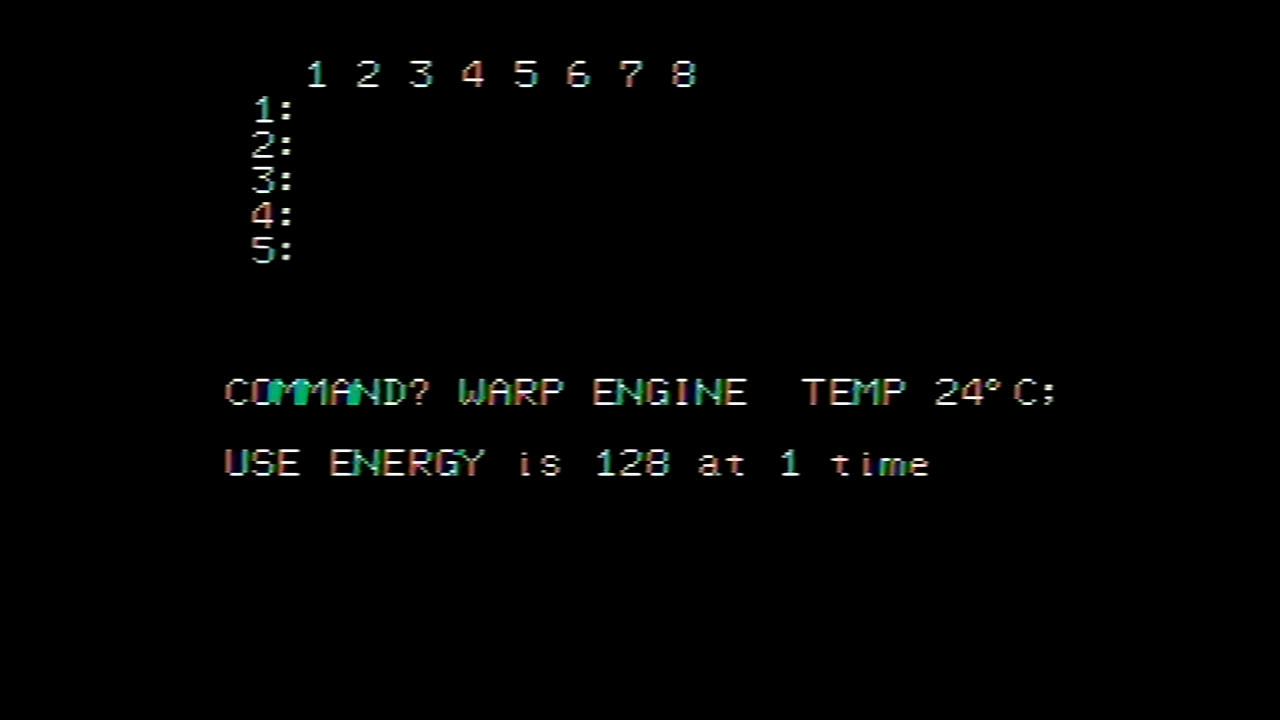 1 2 3 4 5 6 7 8
1:
2:
3:
4:
5:
COMMAND? WARP ENGINE  TEMP 24°C;
USE ENERGY is 128 at 1 time